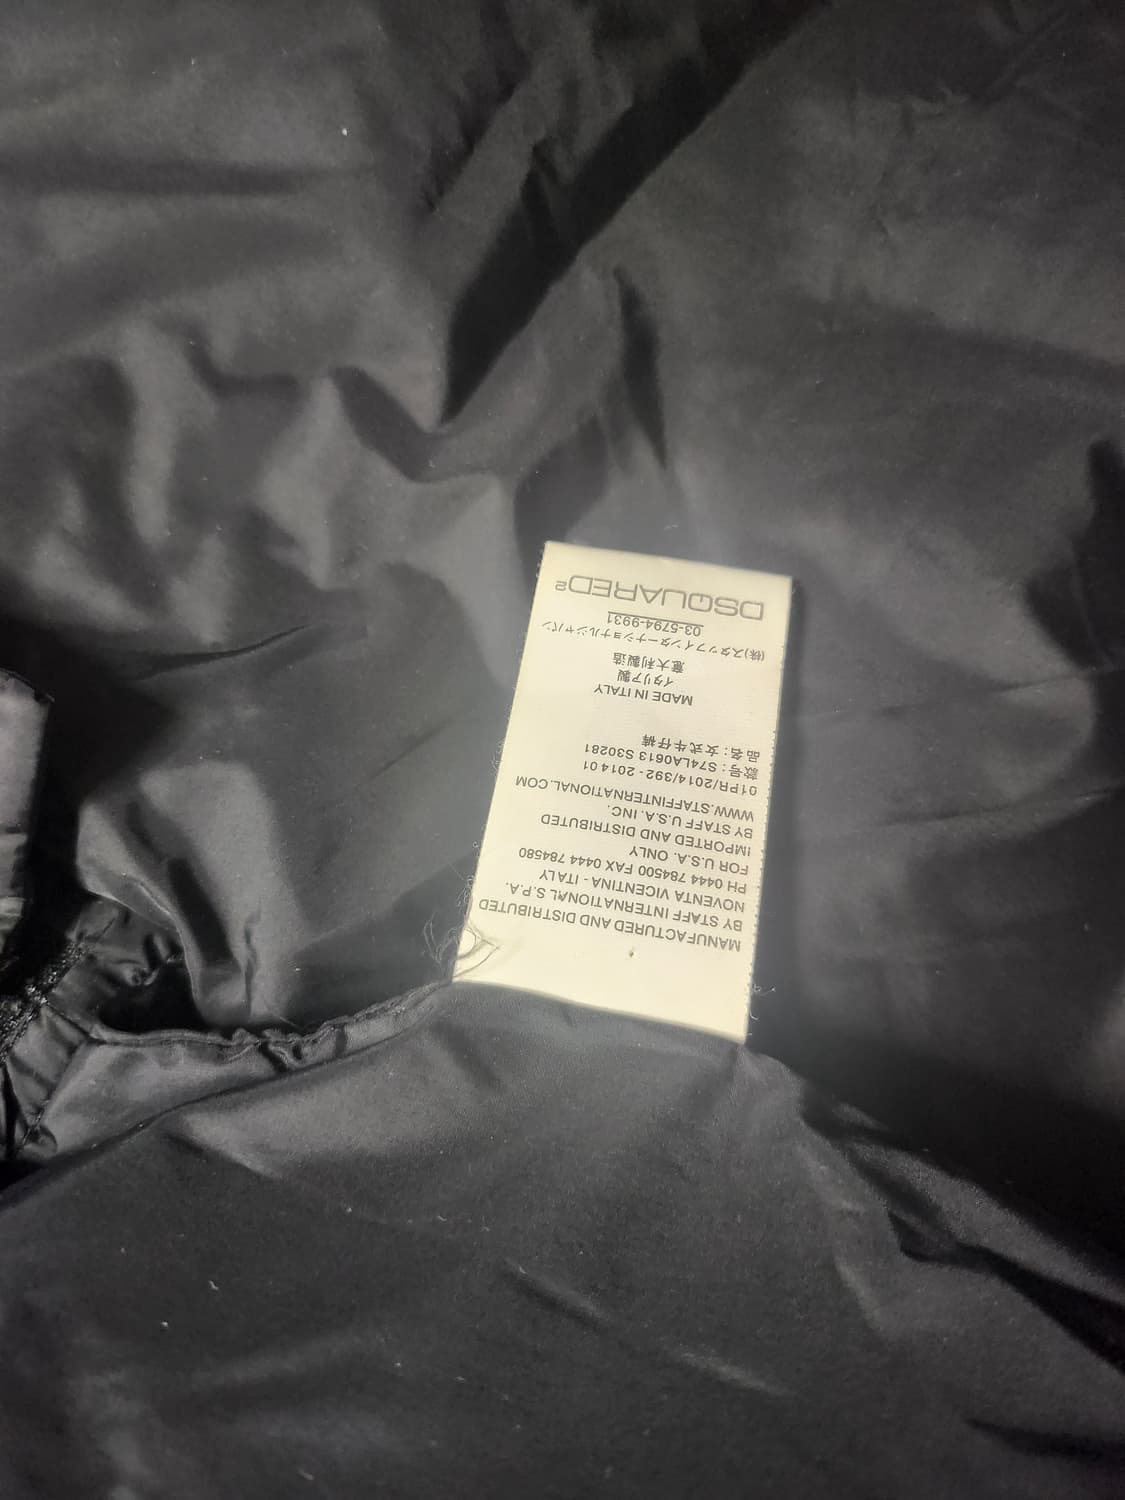 DSQUARED²
03-5794-9931
(株)スタッフインターナショナルジャパン
意大利製造
イタリア製
MADE IN ITALY
品名：女式牛仔裤
款号：S74LA0613 S30281
01PR/2014/392 - 2014 01
WWW.STAFFINTERNATIONAL.COM
BY STAFF U.S.A. INC.
IMPORTED AND DISTRIBUTED
FOR U.S.A. ONLY
PH 0444 784500 FAX 0444 784580
NOVENTA VICENTINA - ITALY
BY STAFF INTERNATIONAL S.P.A.
MANUFACTURED AND DISTRIBUTED